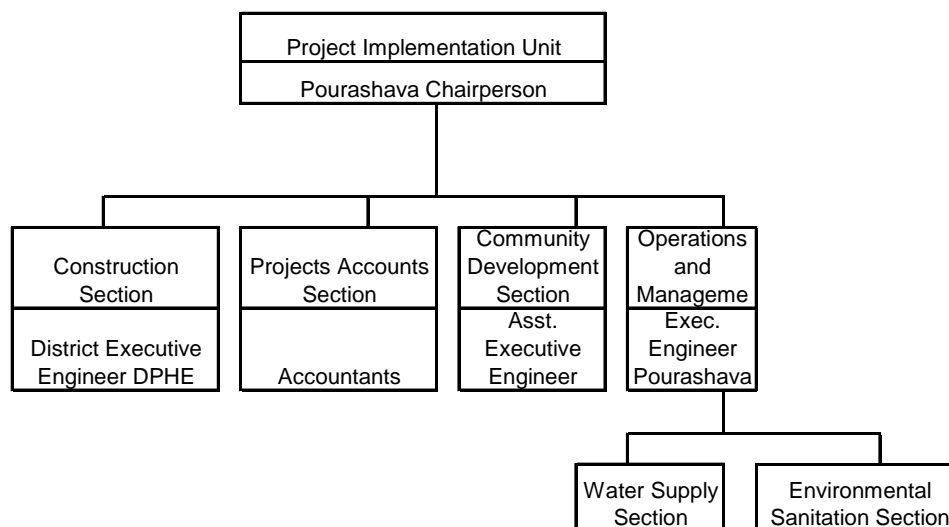 Project Implementation Unit
Pourashava Chairperson
Construction
Section
District Executive
Engineer DPHE
Projects Accounts
Section
Accountants
Community
Development
Section
Asst.
Executive
Engineer
Operations
and
Manageme
Exec.
Engineer
Pourashava
Water Supply
Section
Environmental
Sanitation Section